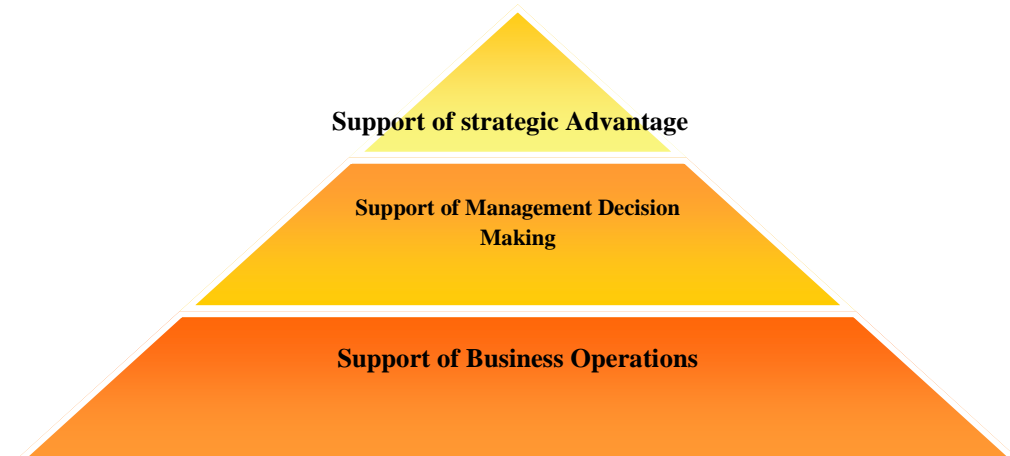 Support of strategic Advantage
Support of Management Decision
Making
Support of Business Operations